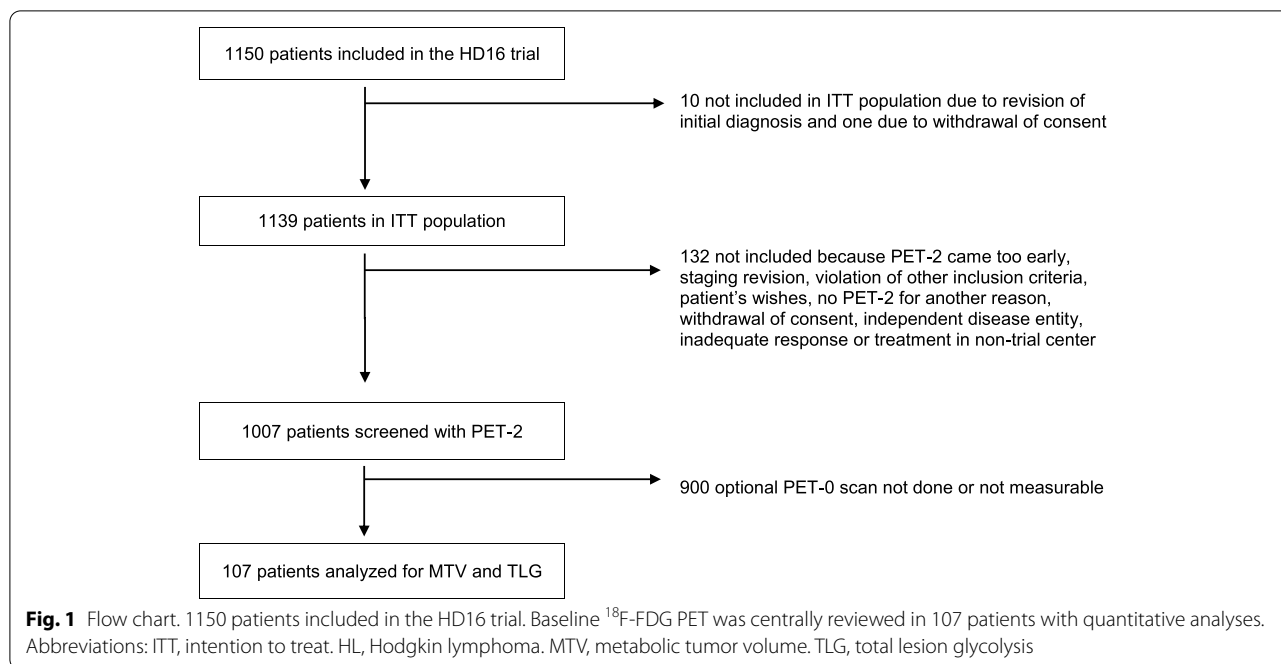 1150 patients included in the HD16 trial
10 not included in ITT population due to revision of
initial diagnosis and one due to withdrawal of consent
1139 patients in ITT population
132 not included because PET-2 came too early,
staging revision, violation of other inclusion criteria,
patient's wishes, no PET-2 for another reason,
withdrawal of consent, independent disease entity,
inadequate response or treatment in non-trial center
1007 patients screened with PET-2
900 optional PET-0 scan not done or not measurable
107 patients analyzed for MTV and TLG
Fig. 1 Flow chart. 1150 patients included in the HD16 trial. Baseline ¹⁸F-FDG PET was centrally reviewed in 107 patients with quantitative analyses.
Abbreviations: ITT, intention to treat. HL, Hodgkin lymphoma. MTV, metabolic tumor volume. TLG, total lesion glycolysis